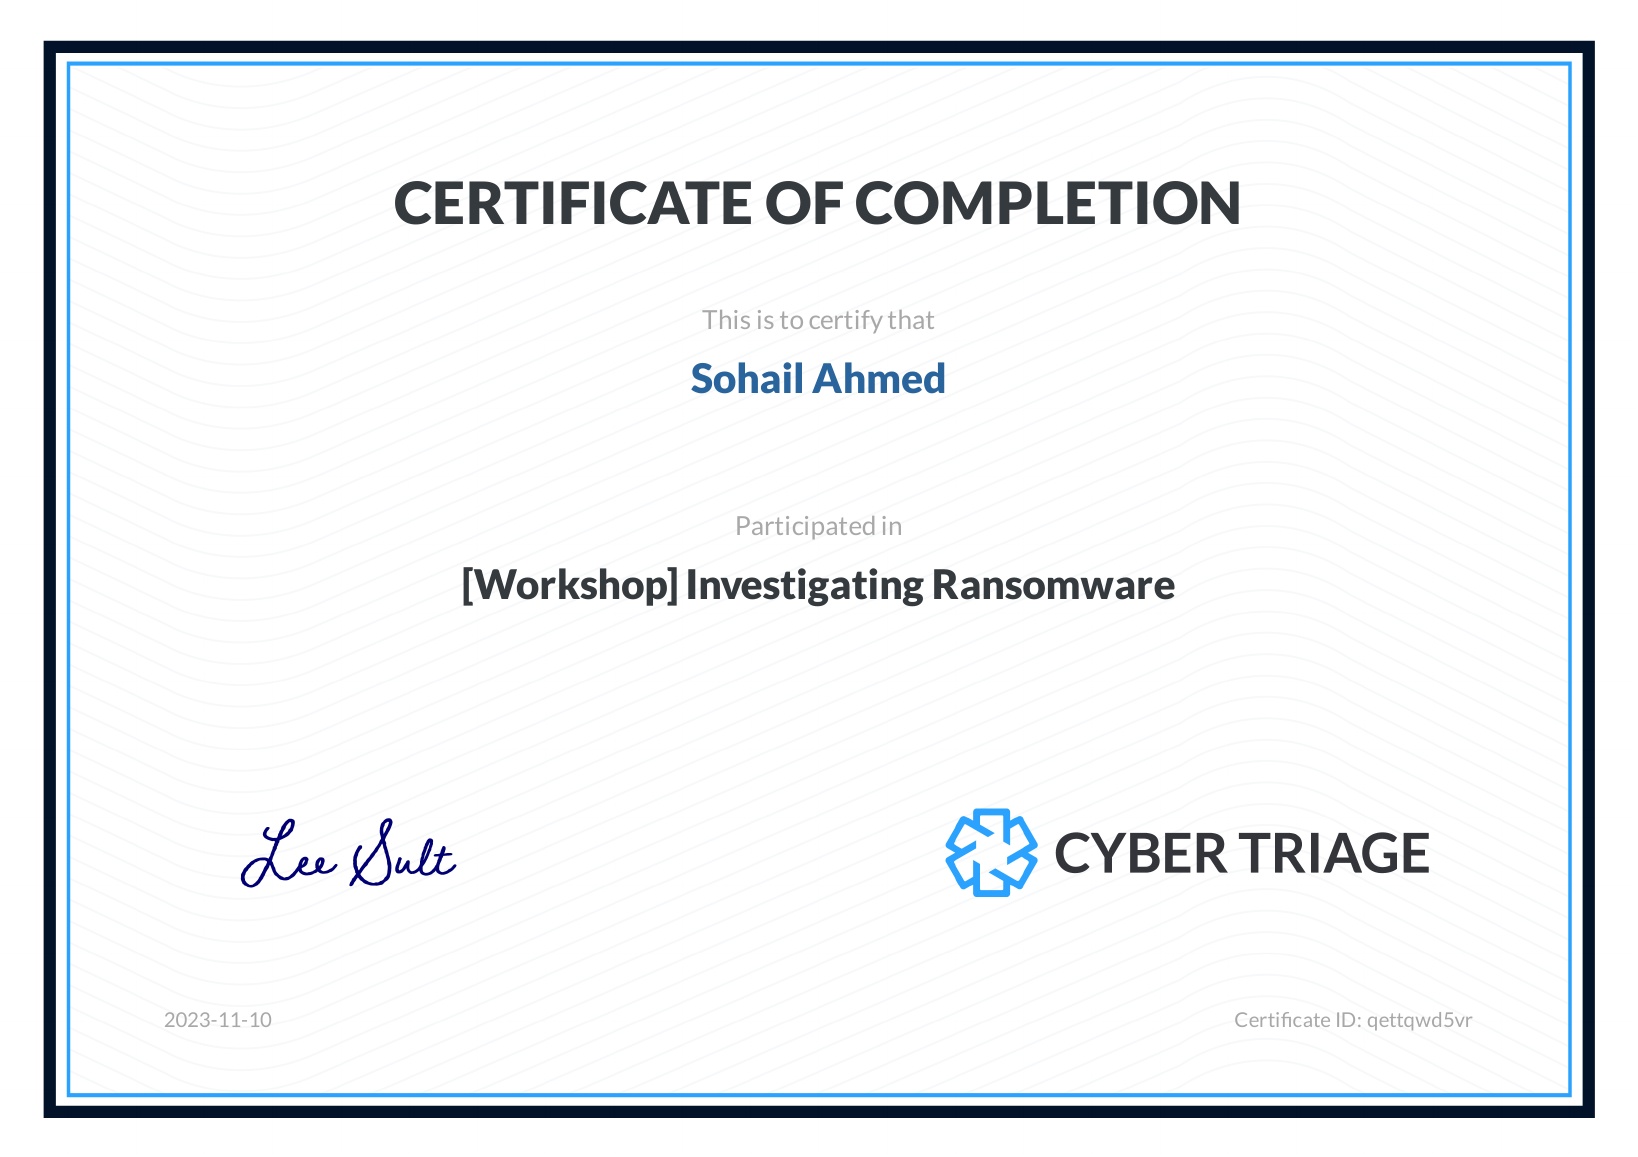 CERTIFICATE OF COMPLETION
This is to certify that
Sohail Ahmed
Participated in
[Workshop] Investigating Ransomware
Lee Sult
CYBER TRIAGE
2023-11-10
Certificate ID: qettqwd5vr